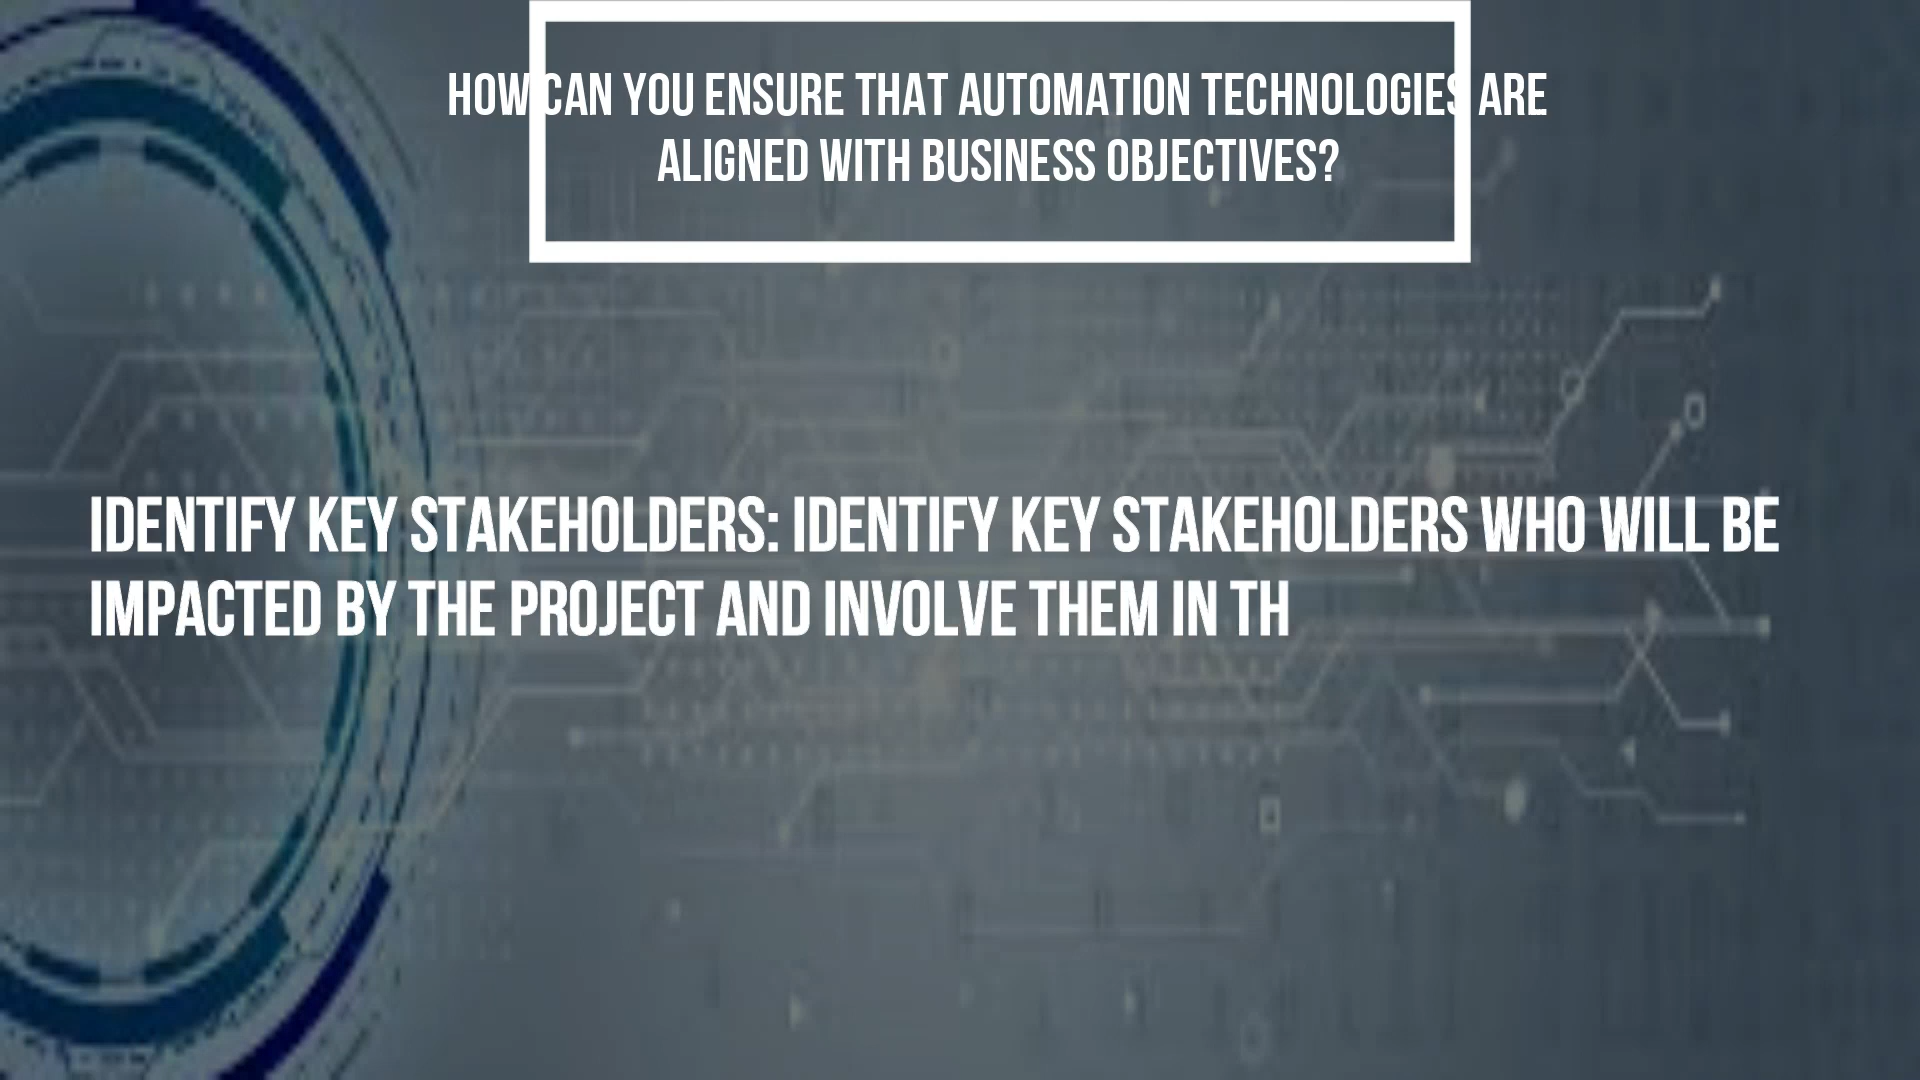 HOW CAN YOU ENSURE THAT AUTOMATION TECHNOLOGIES ARE
ALIGNED WITH BUSINESS OBJECTIVES?
IDENTIFY KEY STAKEHOLDERS: IDENTIFY KEY STAKEHOLDERS WHO WILL BE
IMPACTED BY THE PROJECT AND INVOLVE THEM IN TH